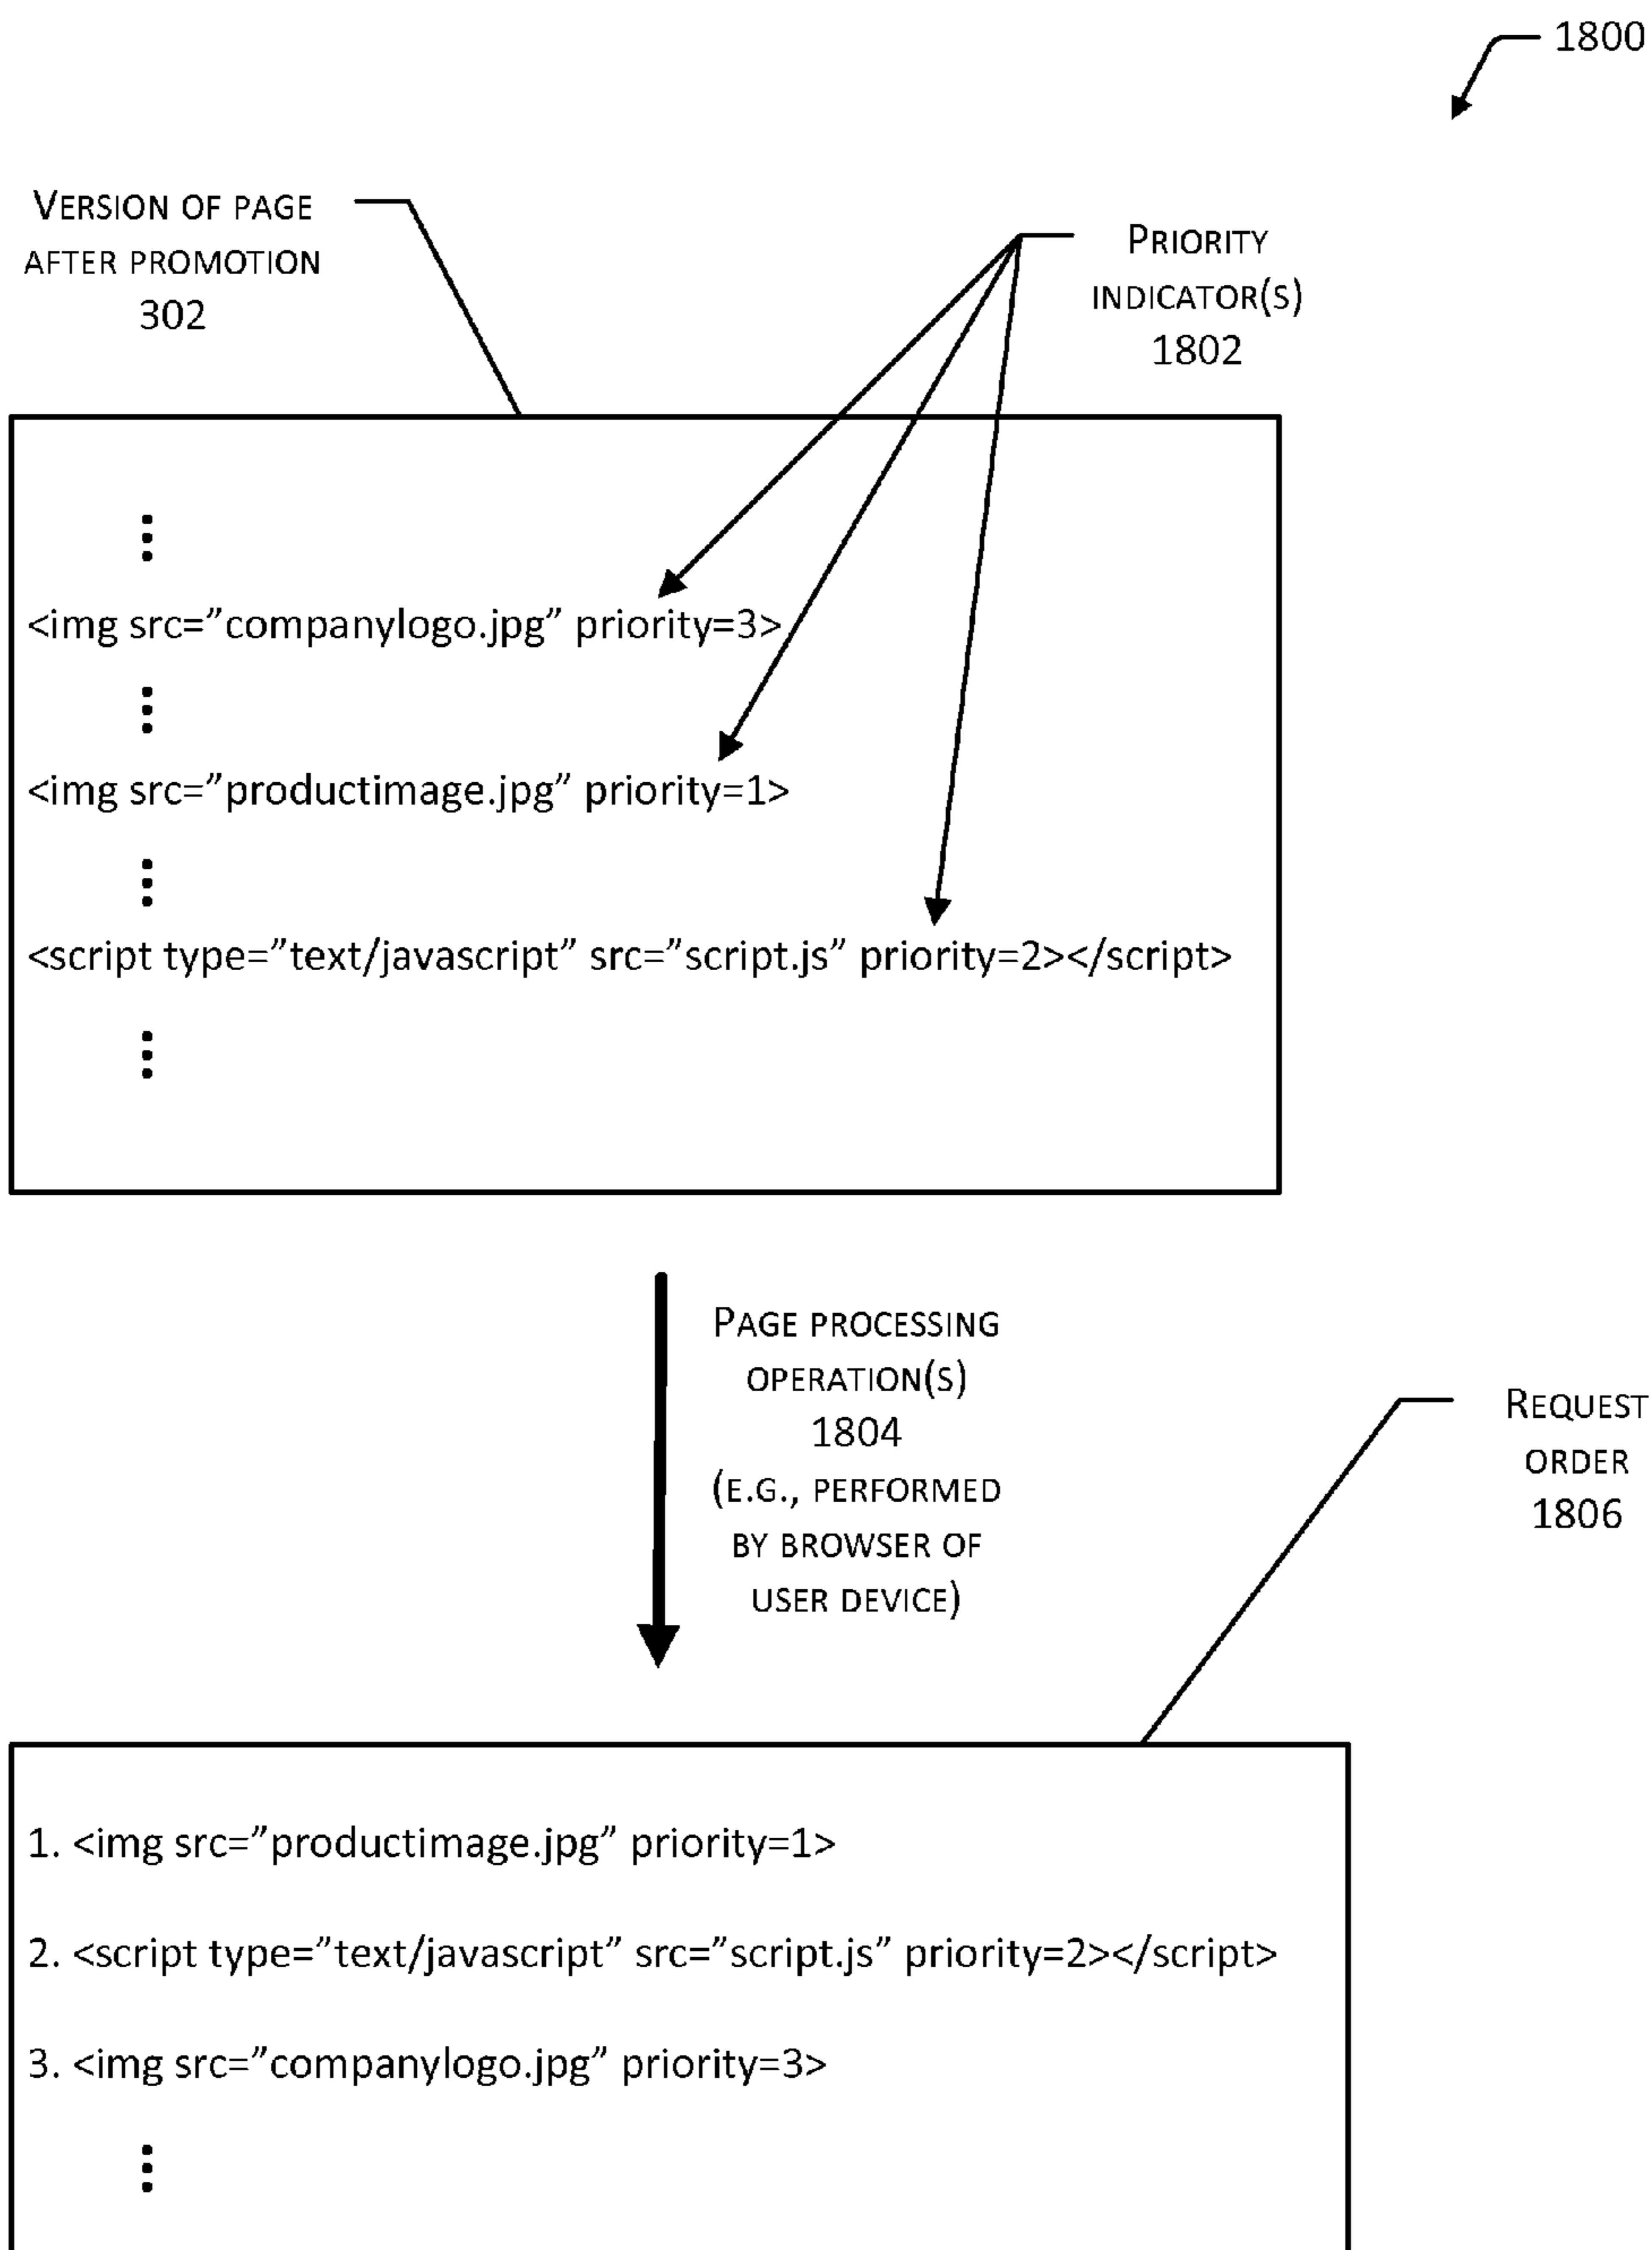 1800
VERSION OF PAGE
AFTER PROMOTION
302
PRIORITY
INDICATOR(S)
1802
<img src=”companylogo.jpg” priority=3>
<img src=”productimage.jpg” priority=1>
<script type=”text/javascript” src=”script.js” priority=2></script>
PAGE PROCESSING
OPERATION(S)
1804
(E.G., PERFORMED
BY BROWSER OF
USER DEVICE)
REQUEST
ORDER
1806
1. <img src=”productimage.jpg” priority=1>
2. <script type=”text/javascript” src=”script.js” priority=2></script>
3. <img src=”companylogo.jpg” priority=3>